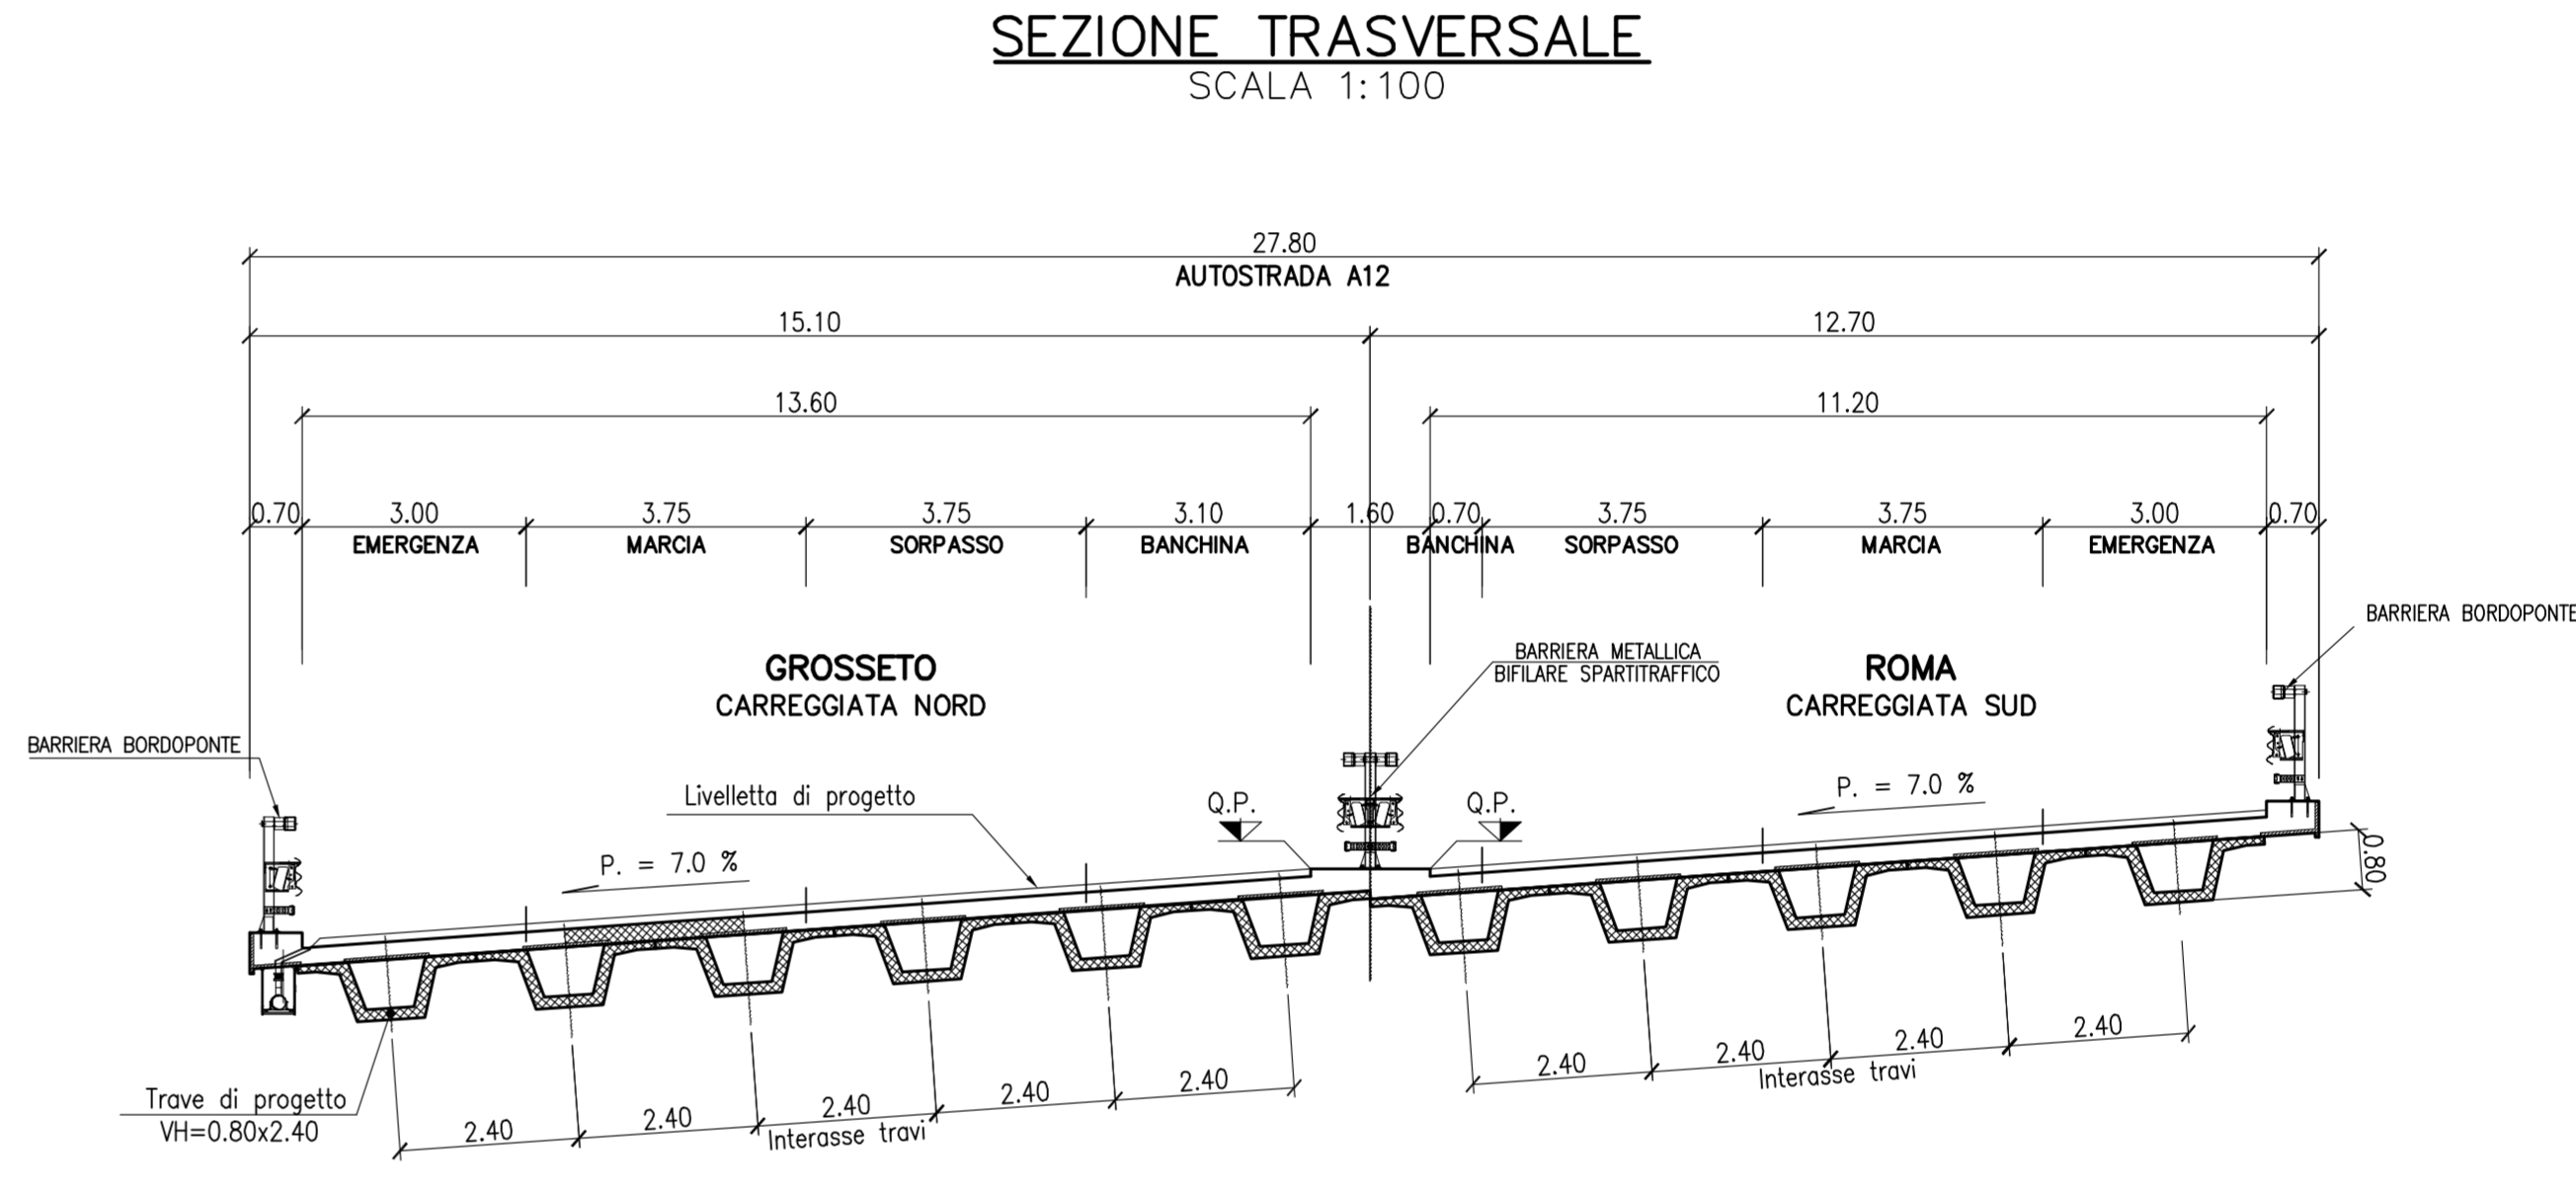 SEZIONE TRASVERSALE
SCALA 1:100
27.80
AUTOSTRADA A12
15.10
12.70
13.60
11.20
0.70
3.00
3.75
3.75
3.10
1.60
0.70
3.75
3.75
3.00
0.70
EMERGENZA
MARCIA
SORPASSO
BANCHINA
BANCHINA
SORPASSO
MARCIA
EMERGENZA
BARRIERA BORDOPONTE
GROSSETO
CARREGGIATA NORD
BARRIERA METALLICA
BIFILARE SPARTITRAFFICO
ROMA
CARREGGIATA SUD
BARRIERA BORDOPONTE
Livelletta di progetto
Q.P.
Q.P.
P. = 7.0 %
P. = 7.0 %
0.80
2.40
2.40
2.40
2.40
Interasse travi
Trave di progetto
VH=0.80x2.40
2.40
2.40
2.40
2.40
2.40
Interasse travi